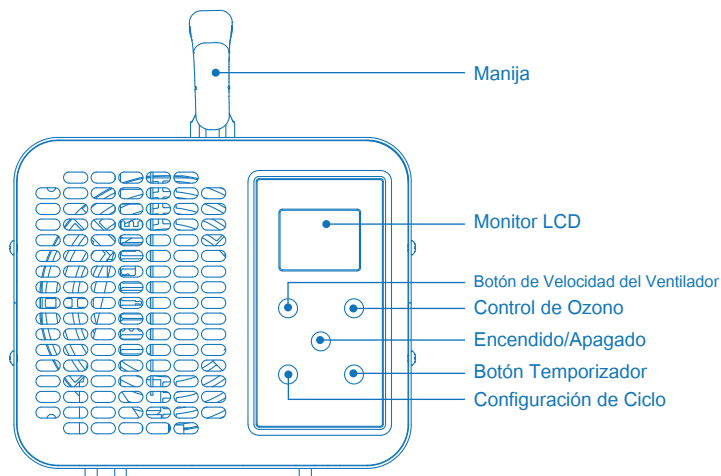 Manija
Monitor LCD
Botón de Velocidad del Ventilador
Control de Ozono
Encendido/Apagado
Botón Temporizador
Configuración de Ciclo